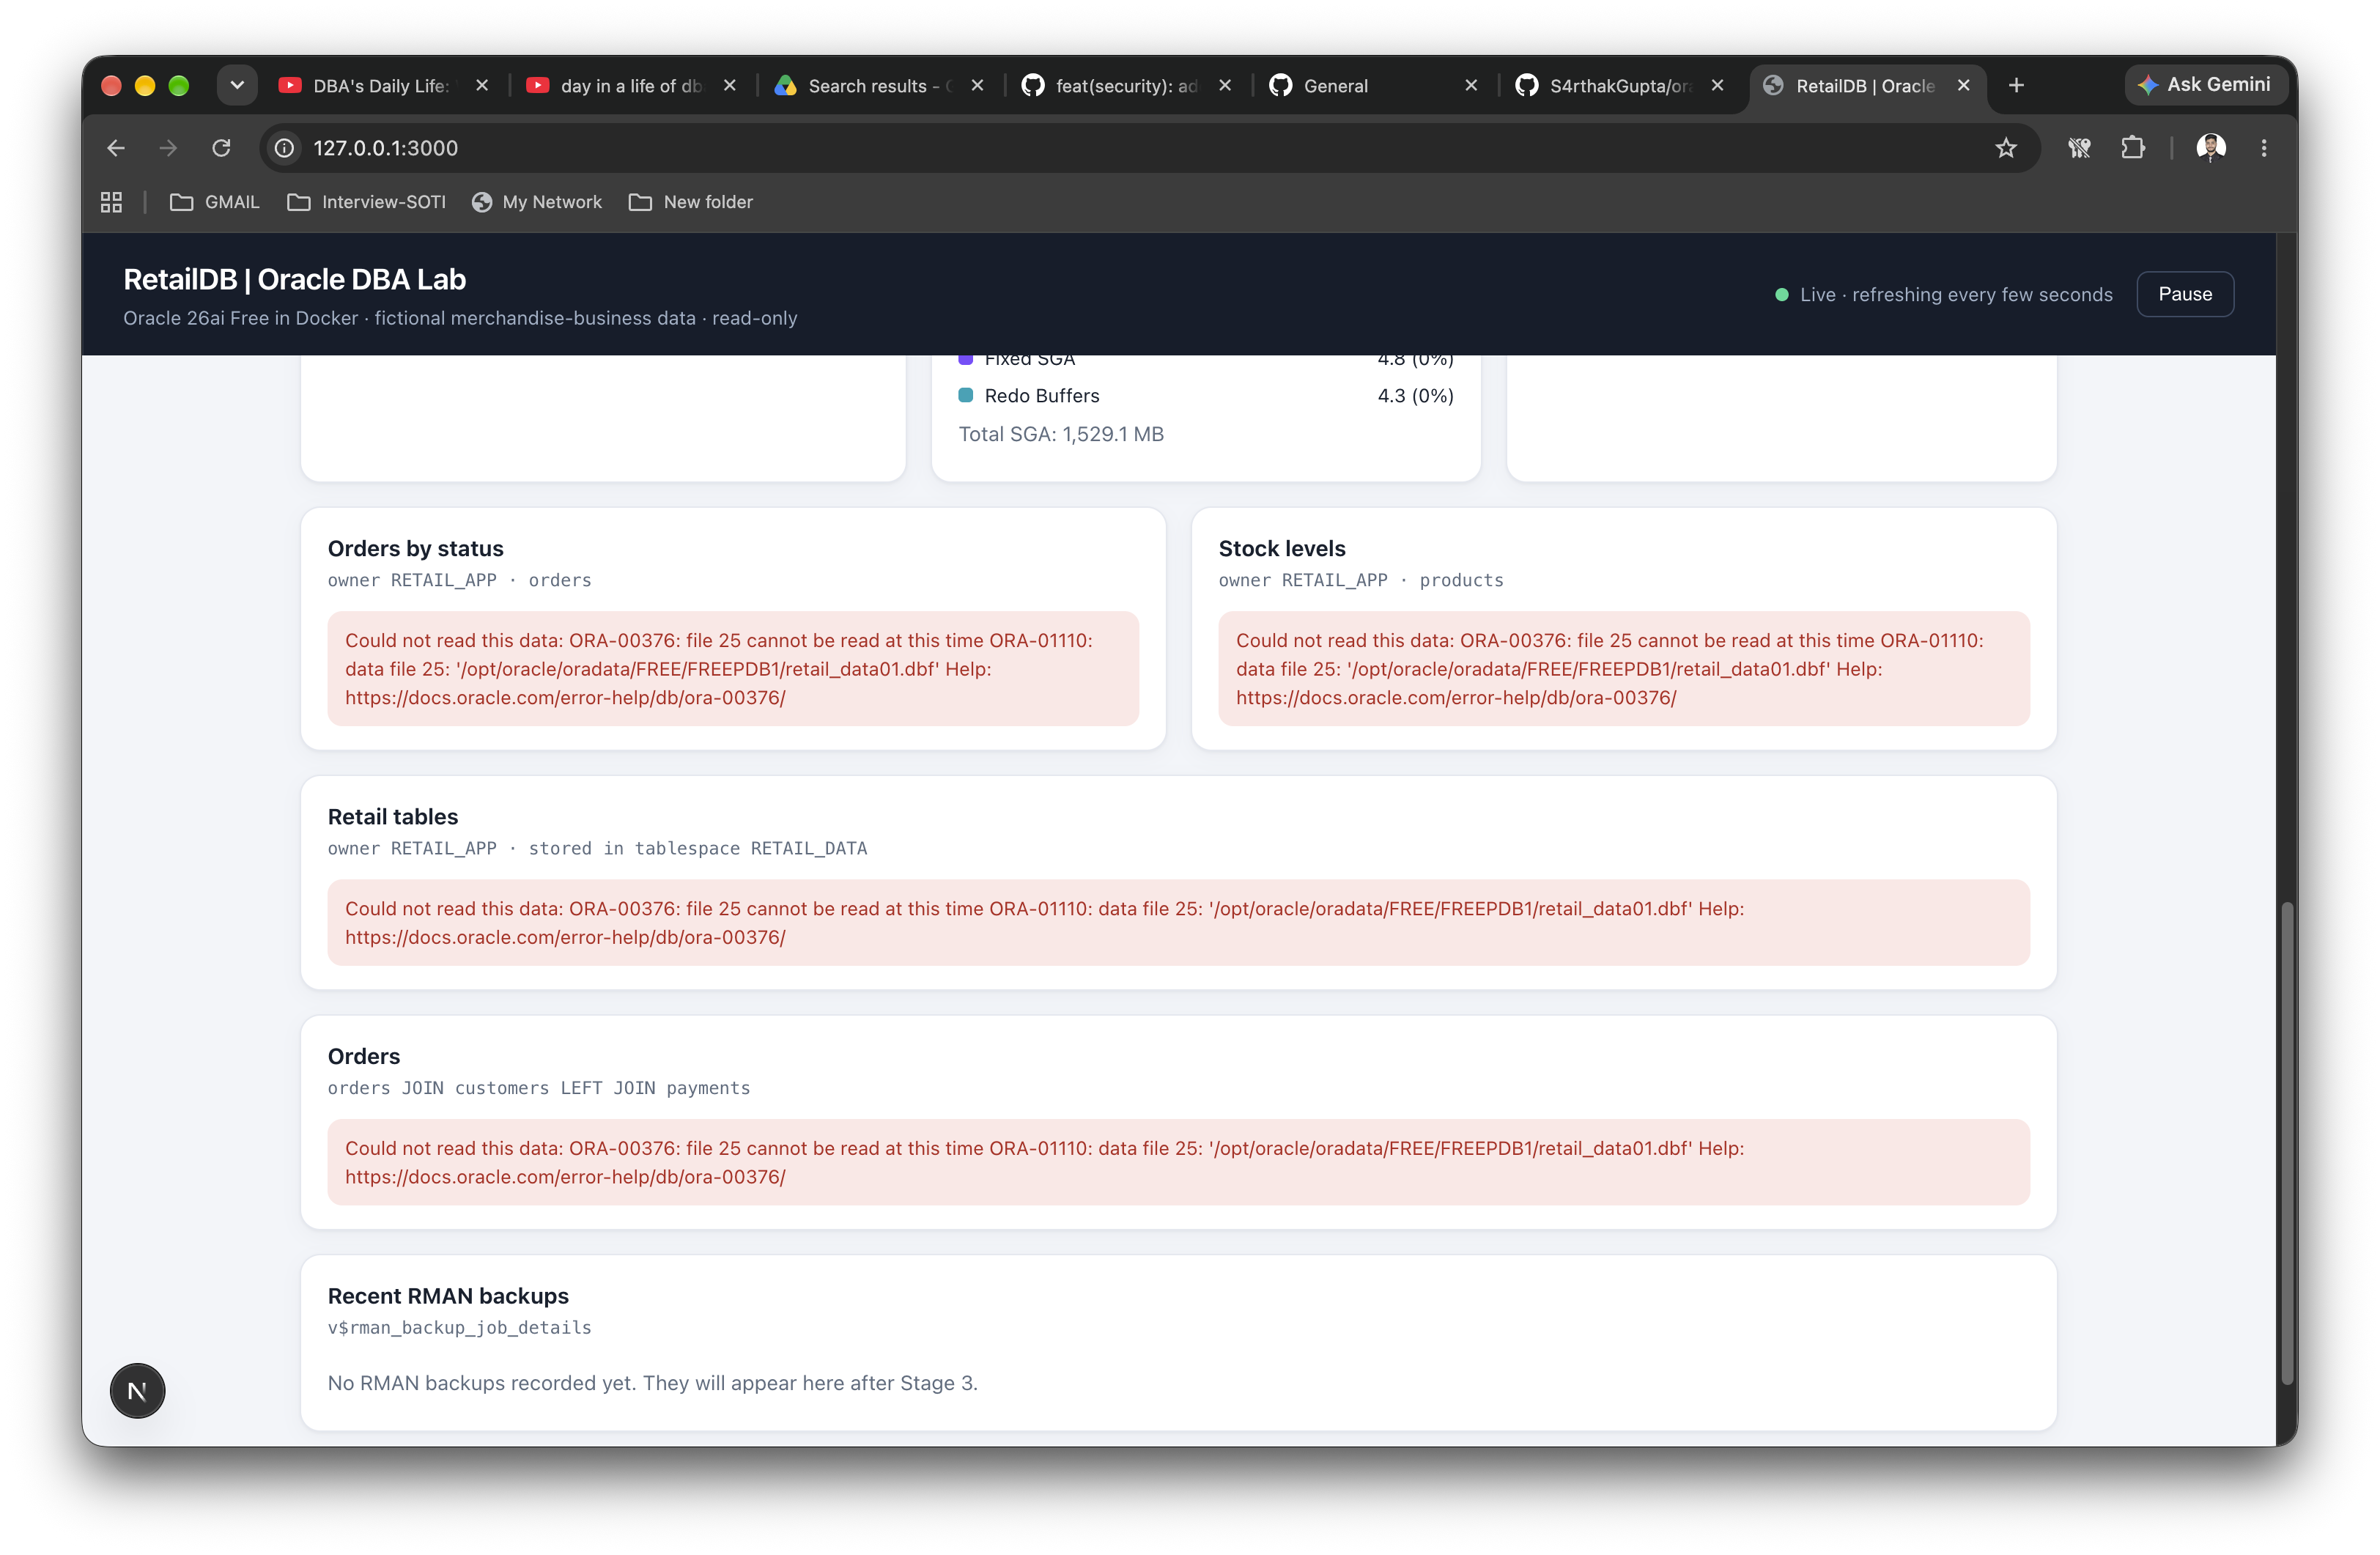 DBA's Daily Life:
day in a life of db
Search results -
feat(security): ad
General
S4rthakGupta/ora
RetailDB | Oracle
Ask Gemini
127.0.0.1:3000
GMAIL
Interview-SOTI
My Network
New folder
RetailDB | Oracle DBA Lab
Oracle 26ai Free in Docker · fictional merchandise-business data · read-only
Live · refreshing every few seconds
Pause
Fixed SGA 4.8 (0%)
Redo Buffers 4.3 (0%)
Total SGA: 1,529.1 MB
Orders by status
owner RETAIL_APP · orders
Could not read this data: ORA-00376: file 25 cannot be read at this time ORA-01110:
data file 25: '/opt/oracle/oradata/FREE/FREEPDB1/retail_data01.dbf' Help:
https://docs.oracle.com/error-help/db/ora-00376/
Stock levels
owner RETAIL_APP · products
Could not read this data: ORA-00376: file 25 cannot be read at this time ORA-01110:
data file 25: '/opt/oracle/oradata/FREE/FREEPDB1/retail_data01.dbf' Help:
https://docs.oracle.com/error-help/db/ora-00376/
Retail tables
owner RETAIL_APP · stored in tablespace RETAIL_DATA
Could not read this data: ORA-00376: file 25 cannot be read at this time ORA-01110: data file 25: '/opt/oracle/oradata/FREE/FREEPDB1/retail_data01.dbf' Help:
https://docs.oracle.com/error-help/db/ora-00376/
Orders
orders JOIN customers LEFT JOIN payments
Could not read this data: ORA-00376: file 25 cannot be read at this time ORA-01110: data file 25: '/opt/oracle/oradata/FREE/FREEPDB1/retail_data01.dbf' Help:
https://docs.oracle.com/error-help/db/ora-00376/
Recent RMAN backups
v$rman_backup_job_details
No RMAN backups recorded yet. They will appear here after Stage 3.
N